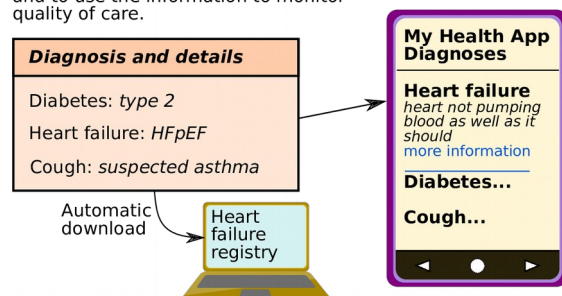 and to use the information to monitor
quality of care.
Diagnosis and details
Diabetes: type 2
Heart failure: HFpEF
Cough: suspected asthma
Automatic
download
Heart
failure
registry
My Health App
Diagnoses
Heart failure
heart not pumping
blood as well as it
should
more information
Diabetes...
Cough...